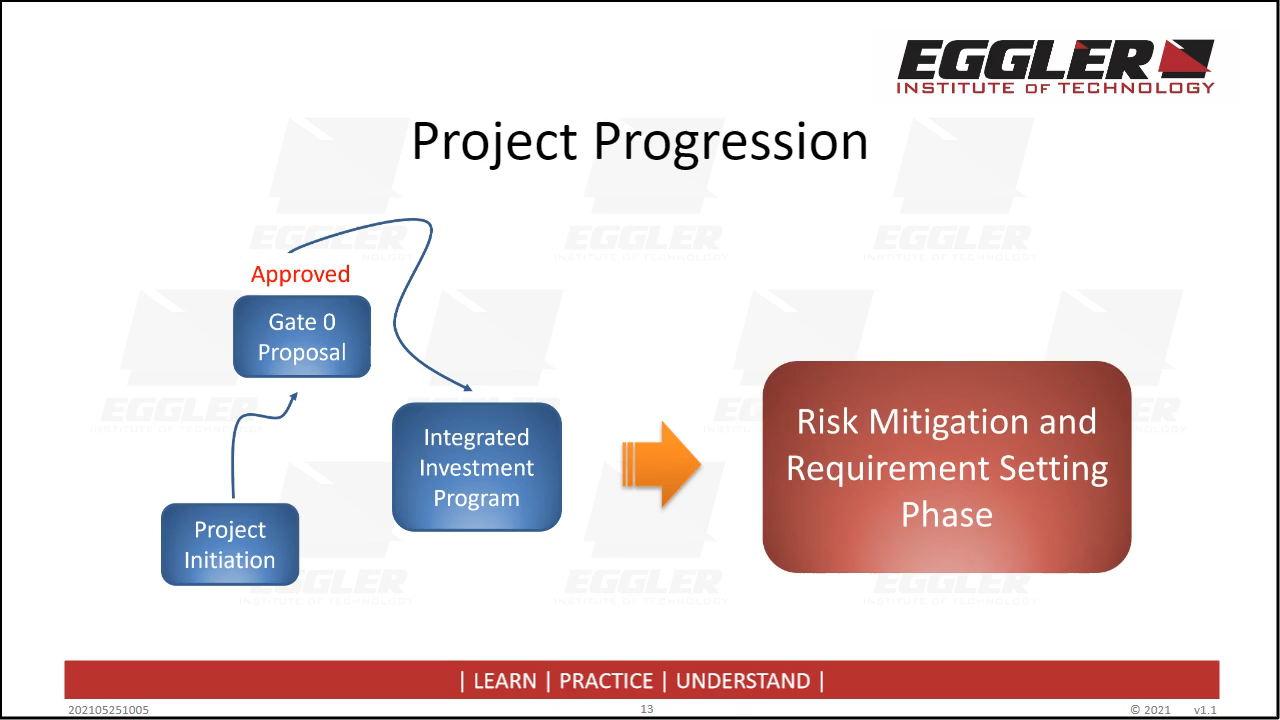 EGGLER
INSTITUTE OF TECHNOLOGY
Project Progression
Approved
Gate 0
Proposal
Integrated
Investment
Program
Project
Initiation
Risk Mitigation and
Requirement Setting
Phase
| LEARN | PRACTICE | UNDERSTAND |
202105251005
13
© 2021 v1.1